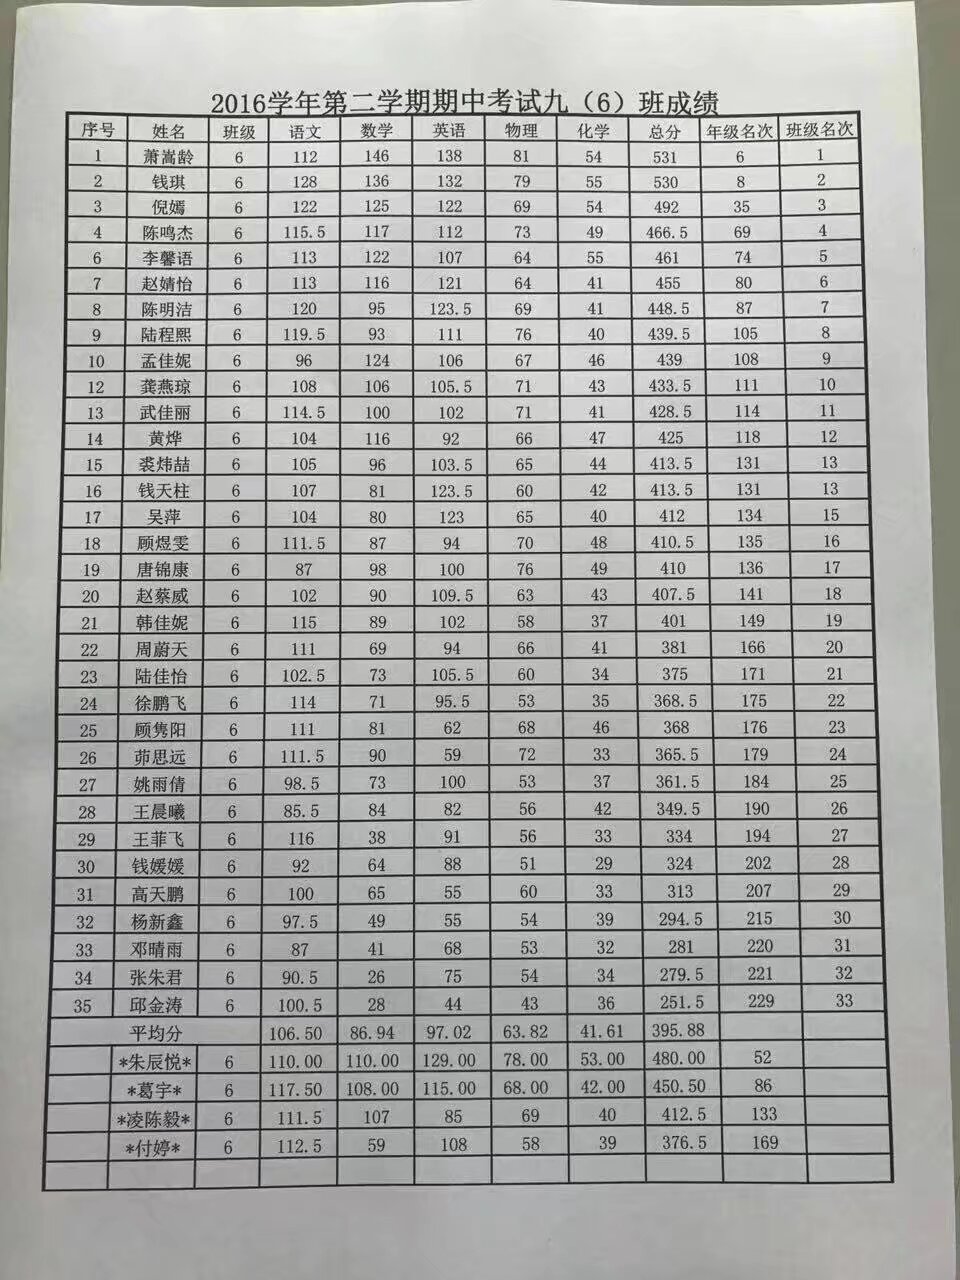 2016学年第二学期期中考试九（6）班成绩
序号 姓名 班级 语文 数学 英语 物理 化学 总分 年级名次 班级名次
1 萧嵩龄 6 112 146 138 81 54 531 6 1
2 钱琪 6 128 136 132 79 55 530 8 2
3 倪嫣 6 122 125 122 69 54 492 35 3
4 陈鸣杰 6 115.5 117 112 73 49 466.5 69 4
6 李馨语 6 113 122 107 64 55 461 74 5
7 赵婧怡 6 113 116 121 64 41 455 80 6
8 陈明洁 6 120 95 123.5 69 41 448.5 87 7
9 陆程熙 6 119.5 93 111 76 40 439.5 105 8
10 孟佳妮 6 96 124 106 67 46 439 108 9
12 龚燕琼 6 108 106 105.5 71 43 433.5 111 10
13 武佳丽 6 114.5 100 102 71 41 428.5 114 11
14 黄烨 6 104 116 92 66 47 425 118 12
15 裘炜喆 6 105 96 103.5 65 44 413.5 131 13
16 钱天柱 6 107 81 123.5 60 42 413.5 131 13
17 吴萍 6 104 80 123 65 40 412 134 15
18 顾煜雯 6 111.5 87 94 70 48 410.5 135 16
19 唐锦康 6 87 98 100 76 49 410 136 17
20 赵蔡威 6 102 90 109.5 63 43 407.5 141 18
21 韩佳妮 6 115 89 102 58 37 401 149 19
22 周蔚天 6 111 69 94 66 41 381 166 20
23 陆佳怡 6 102.5 73 105.5 60 34 375 171 21
24 徐鹏飞 6 114 71 95.5 53 35 368.5 175 22
25 顾隽阳 6 111 81 62 68 46 368 176 23
26 茆思远 6 111.5 90 59 72 33 365.5 179 24
27 姚雨倩 6 98.5 73 100 53 37 361.5 184 25
28 王晨曦 6 85.5 84 82 56 42 349.5 190 26
29 王菲飞 6 116 38 91 56 33 334 194 27
30 钱媛媛 6 92 64 88 51 29 324 202 28
31 高天鹏 6 100 65 55 60 33 313 207 29
32 杨新鑫 6 97.5 49 55 54 39 294.5 215 30
33 邓晴雨 6 87 41 68 53 32 281 220 31
34 张朱君 6 90.5 26 75 54 34 279.5 221 32
35 邱金涛 6 100.5 28 44 43 36 251.5 229 33
平均分 106.50 86.94 97.02 63.82 41.61 395.88
*朱辰悦* 6 110.00 110.00 129.00 78.00 53.00 480.00 52
*葛宇* 6 117.50 108.00 115.00 68.00 42.00 450.50 86
*凌陈毅* 6 111.5 107 85 69 40 412.5 133
*付婷* 6 112.5 59 108 58 39 376.5 169